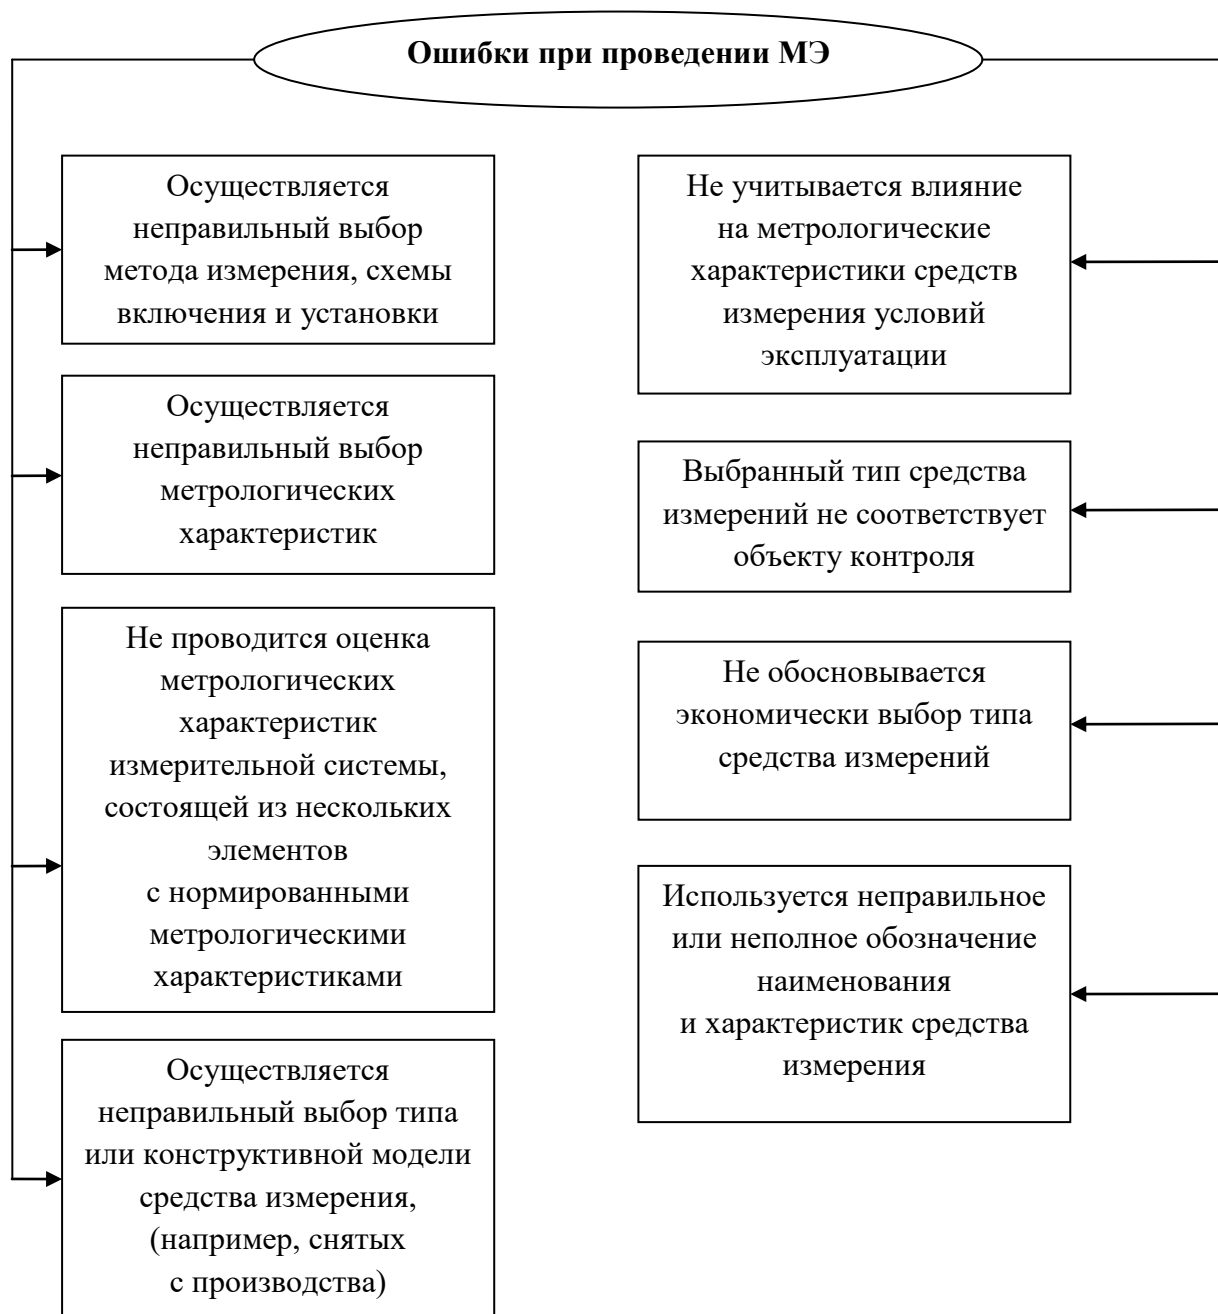 Ошибки при проведении МЭ
Осуществляется
неправильный выбор
метода измерения, схемы
включения и установки
Осуществляется
неправильный выбор
метрологических
характеристик
Не проводится оценка
метрологических
характеристик
измерительной системы,
состоящей из нескольких
элементов
с нормированными
метрологическими
характеристиками
Осуществляется
неправильный выбор типа
или конструктивной модели
средства измерения,
(например, снятых
с производства)
Не учитывается влияние
на метрологические
характеристики средств
измерения условий
эксплуатации
Выбранный тип средства
измерений не соответствует
объекту контроля
Не обосновывается
экономически выбор типа
средства измерений
Используется неправильное
или неполное обозначение
наименования
и характеристик средства
измерения